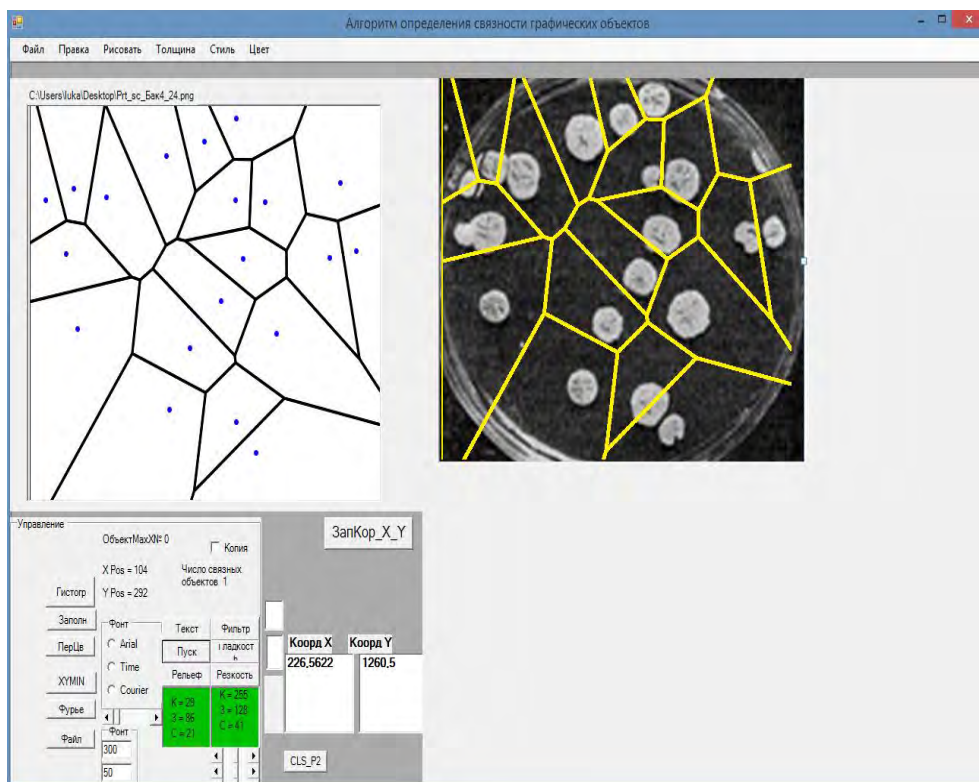 Алгоритм определения связности графических объектов
Файл Правка Рисовать Толщина Стиль Цвет
C:\Users\luka\Desktop\Prt_sc_Бак4_24.png
Управление
ОбъектMaxX№ 0
Копия
ЗапКор_X_Y
X Pos = 104
Число связных
объектов 1
Y Pos = 292
Гистогр
Заполн
ПерЦв
XYMIN
Фурье
Файл
Фонт
Arial
Time
Courier
Текст Фильтр
Пуск
Рельеф Резкость
K = 29
З = 86
C = 21
K = 255
З = 128
C = 41
Фонт
300
50
Коорд X Коорд Y
226,5622 1260,5
CLS_P2